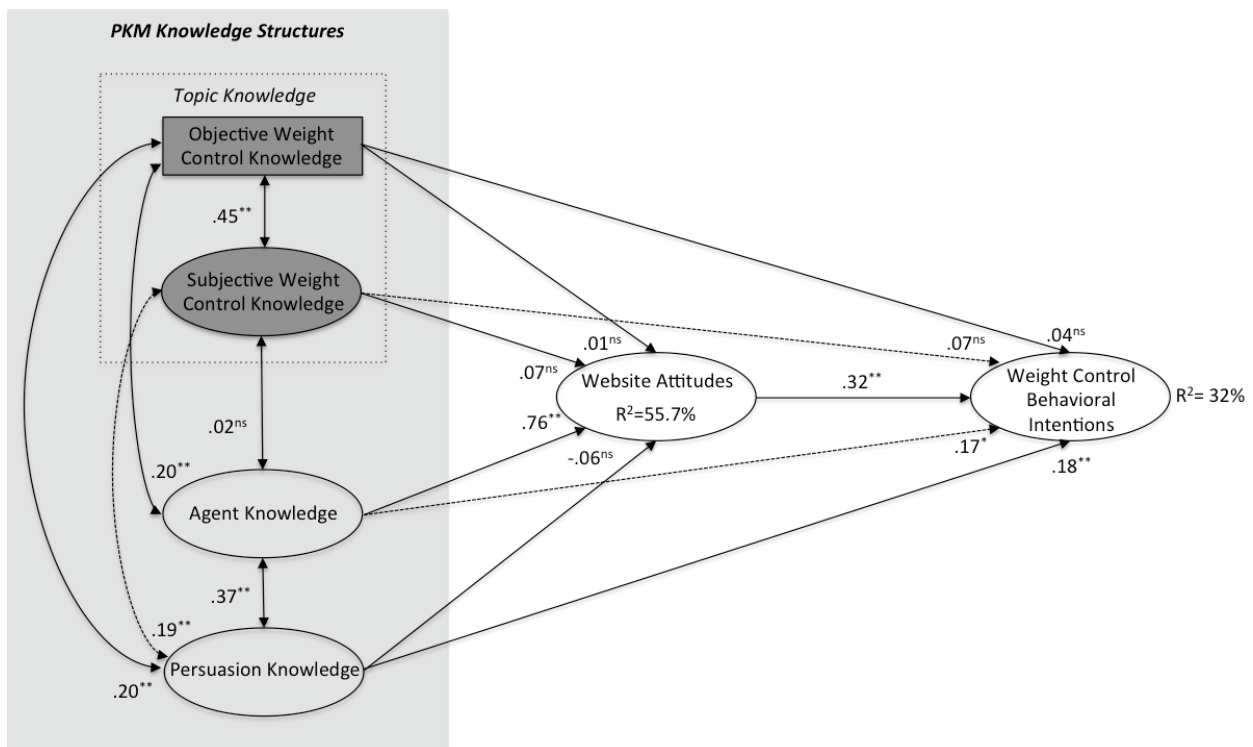 PKM Knowledge Structures
Topic Knowledge
Objective Weight
Control Knowledge
.45**
Subjective Weight
Control Knowledge
.02ns
.20**
Agent Knowledge
.37**
.19**
Persuasion Knowledge
.20**
.01ns
.07ns
Website Attitudes
R2=55.7%
.76**
-.06ns
.32**
.04ns
.07ns
Weight Control
Behavioral
Intentions
R2= 32%
.17*
.18**